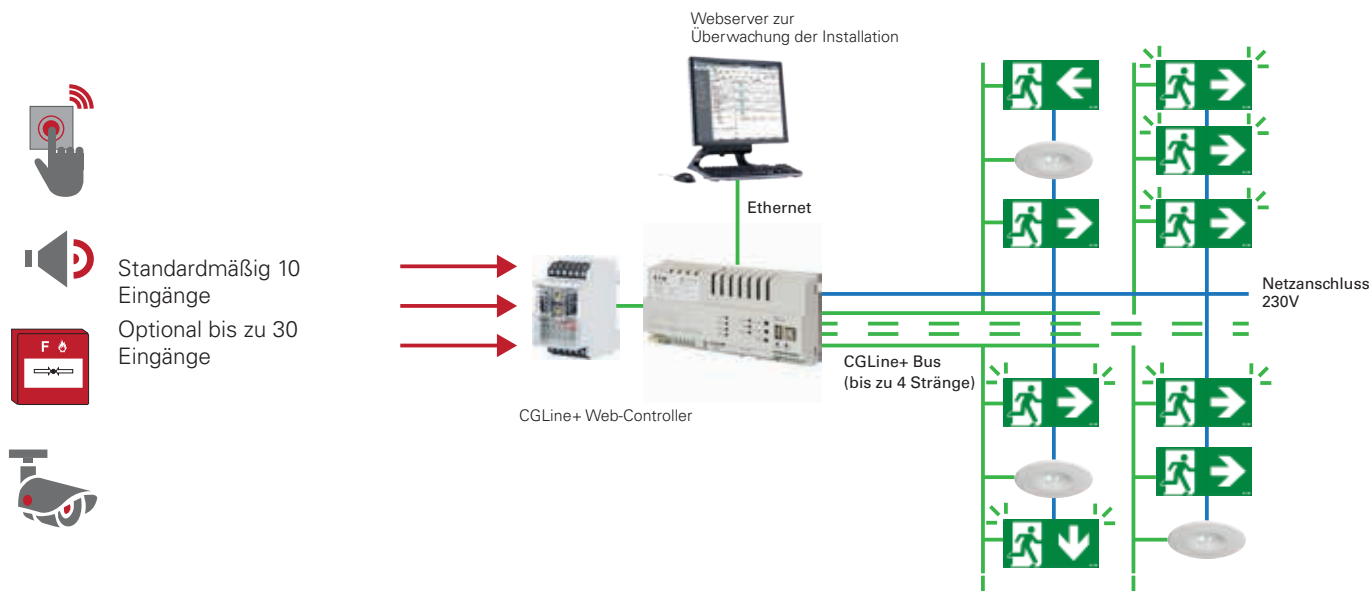 Webserver zur
Überwachung der Installation
Ethernet
Standardmäßig 10
Eingänge
Optional bis zu 30
Eingänge
F
Netzanschluss
230V
CGLine+ Bus
(bis zu 4 Stränge)
CGLine+ Web-Controller